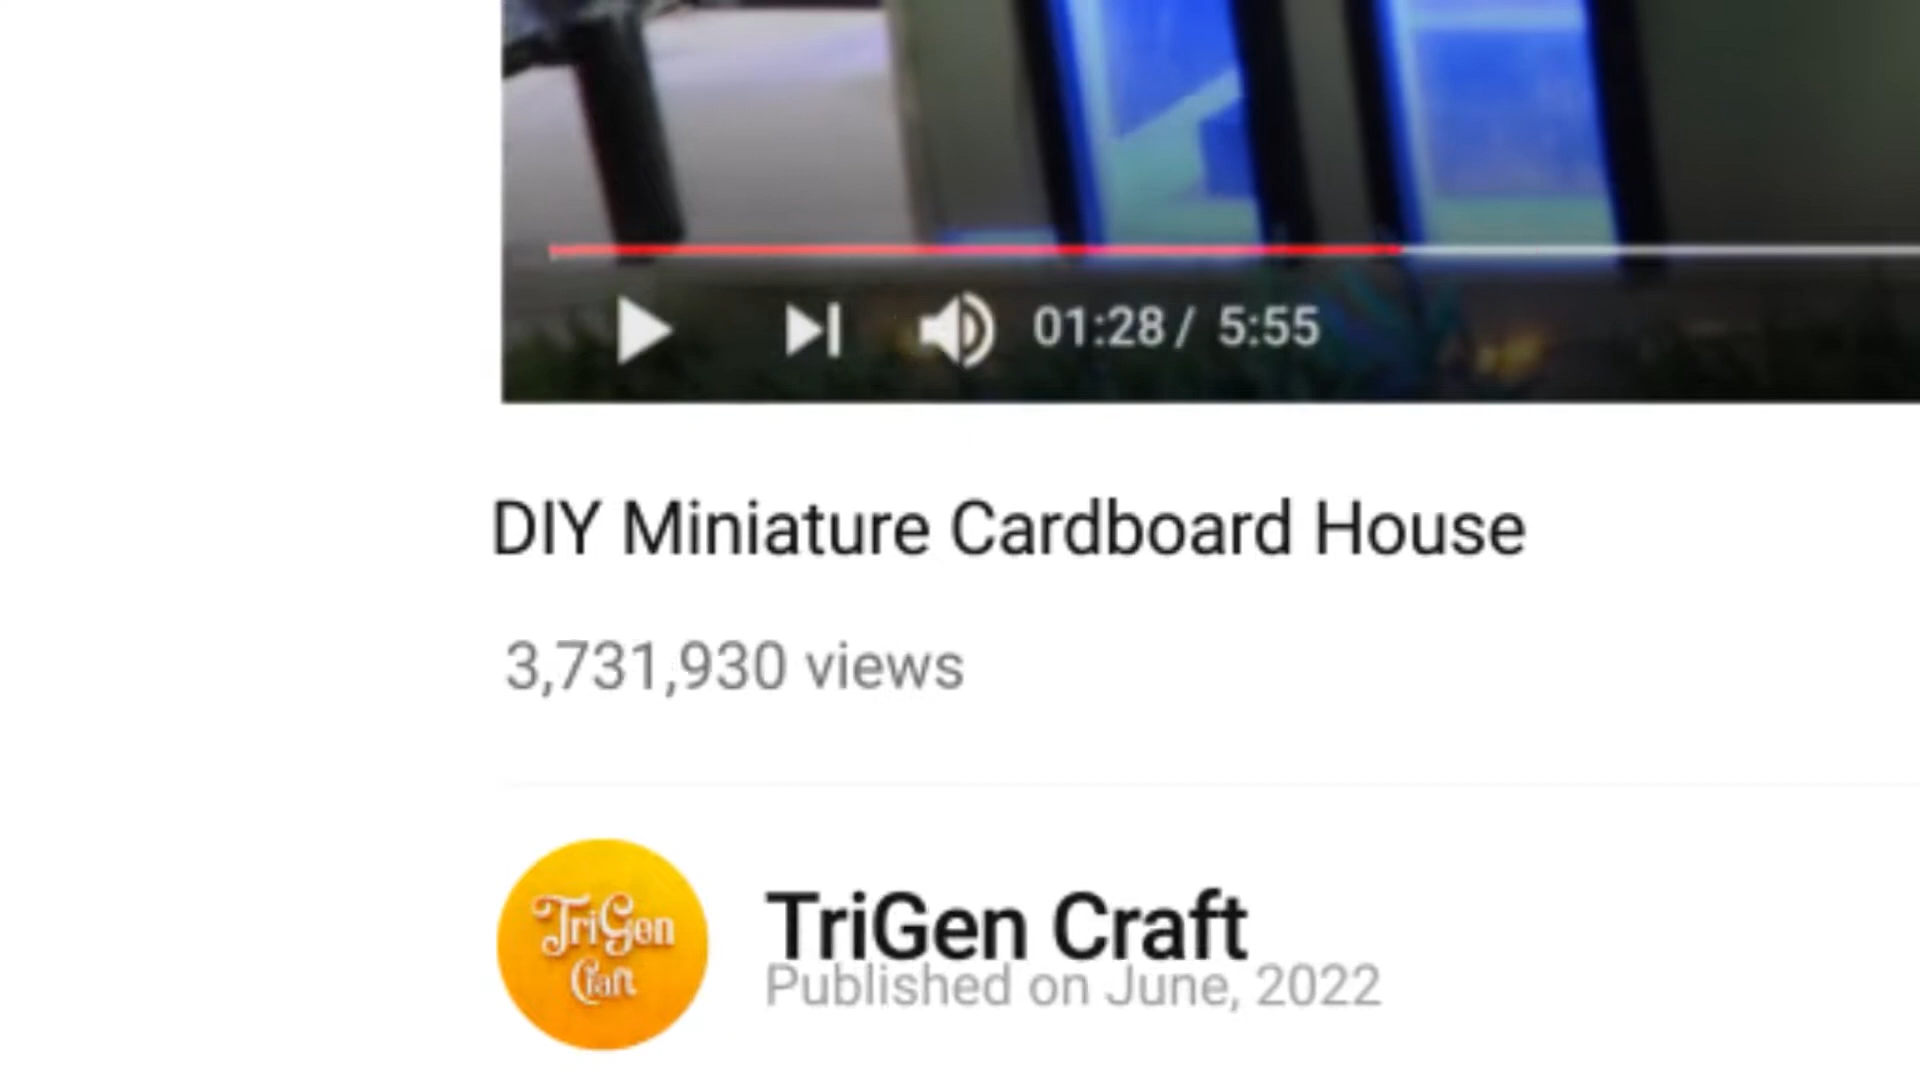 01:28 / 5:55
DIY Miniature Cardboard House
3,731,930 views
TriGen
Craft
TriGen Craft
Published on June, 2022